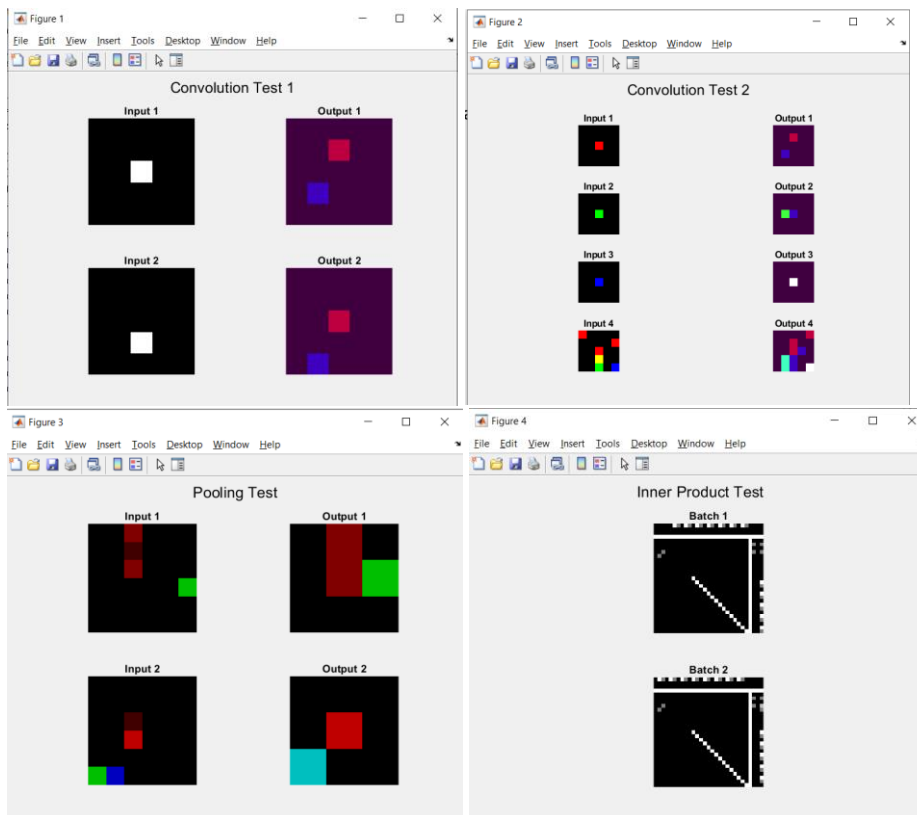 Figure 1
File Edit View Insert Tools Desktop Window Help
Convolution Test 1
Input 1 Output 1
Input 2 Output 2
Figure 2
File Edit View Insert Tools Desktop Window Help
Convolution Test 2
Input 1 Output 1
Input 2 Output 2
Input 3 Output 3
Input 4 Output 4
Figure 3
File Edit View Insert Tools Desktop Window Help
Pooling Test
Input 1 Output 1
Input 2 Output 2
Figure 4
File Edit View Insert Tools Desktop Window Help
Inner Product Test
Batch 1
Batch 2